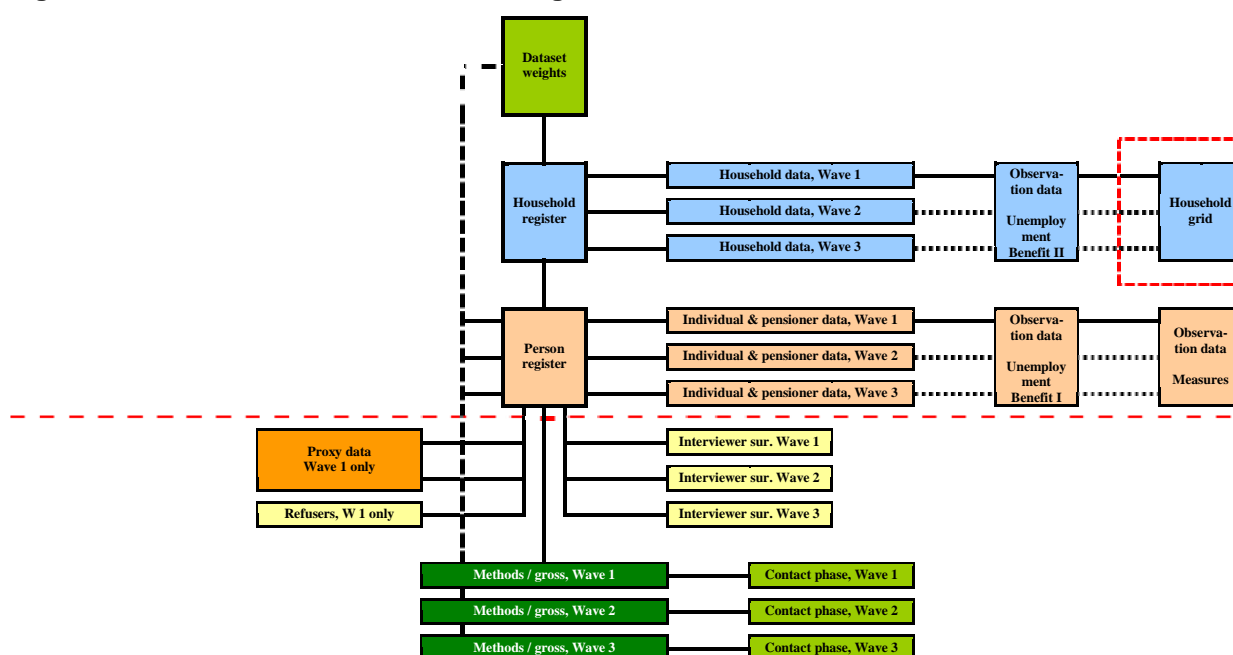 Dataset
weights
Household
register
Household data, Wave 1
Household data, Wave 2
Household data, Wave 3
Observa-
tion data
Unemploy
ment
Benefit II
Household
grid
Person
register
Individual & pensioner data, Wave 1
Individual & pensioner data, Wave 2
Individual & pensioner data, Wave 3
Observa-
tion data
Unemploy
ment
Benefit I
Observa-
tion data
Measures
Proxy data
Wave 1 only
Refusers, W 1 only
Interviewer sur. Wave 1
Interviewer sur. Wave 2
Interviewer sur. Wave 3
Methods / gross, Wave 1
Contact phase, Wave 1
Methods / gross, Wave 2
Contact phase, Wave 2
Methods / gross, Wave 3
Contact phase, Wave 3